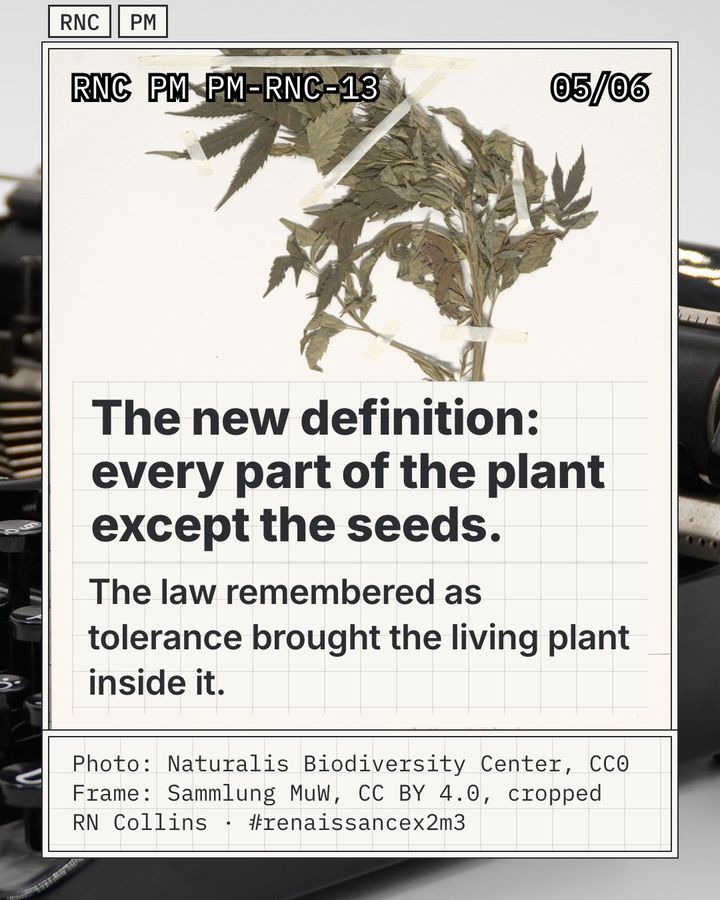 RNC PM
RNC PM PM-RNC-13 05/06
The new definition:
every part of the plant
except the seeds.
The law remembered as
tolerance brought the living plant
inside it.
Photo: Naturalis Biodiversity Center, CC0
Frame: Sammlung MuW, CC BY 4.0, cropped
RN Collins · #renaissancex2m3